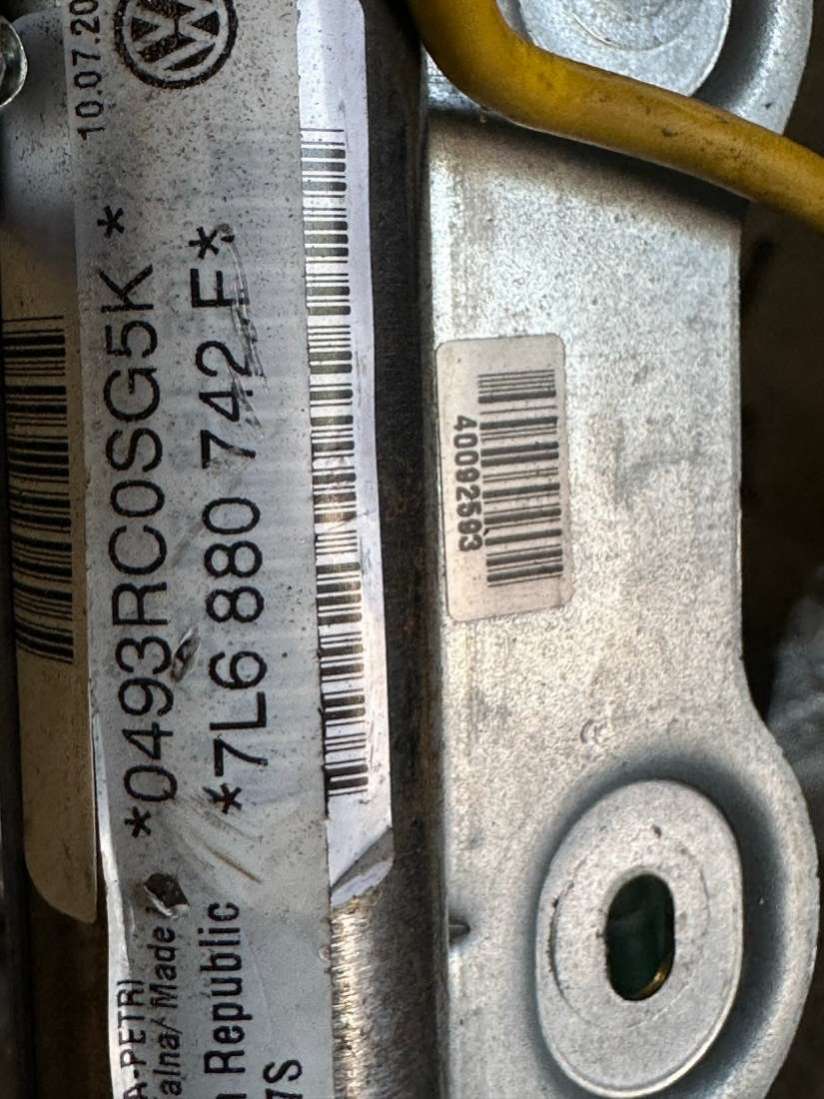 10.07.20
*0493RC0SG5K *
*7L6 880 742 F*
A-PETRI
alna/ Made
Republic
7S
40092593